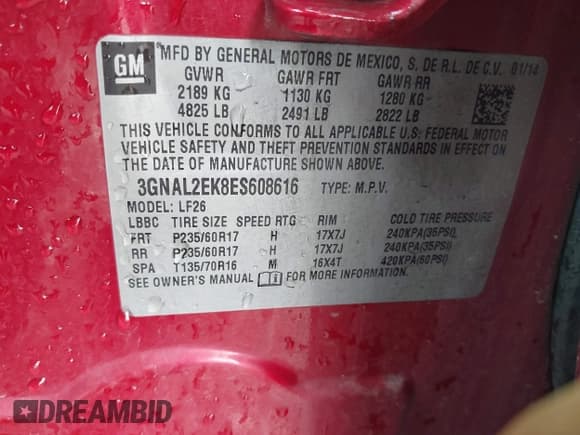 GM
MFD BY GENERAL MOTORS DE MEXICO, S. DE R.L. DE C.V. 01/14
GVWR GAWR FRT GAWR RR
2189 KG 1130 KG 1280 KG
4825 LB 2491 LB 2822 LB
THIS VEHICLE CONFORMS TO ALL APPLICABLE U.S. FEDERAL MOTOR
VEHICLE SAFETY AND THEFT PREVENTION STANDARDS IN EFFECT ON
THE DATE OF MANUFACTURE SHOWN ABOVE.
3GNAL2EK8ES608616 TYPE: M.P.V.
MODEL: LF26
LBBC TIRE SIZE SPEED RTG RIM COLD TIRE PRESSURE
FRT P235/60R17 H 17X7J 240KPA(35PSI)
RR P235/60R17 H 17X7J 240KPA(35PSI)
SPA T135/70R16 M 16X4T 420KPA(60PSI)
SEE OWNER'S MANUAL FOR MORE INFORMATION
DREAMBID